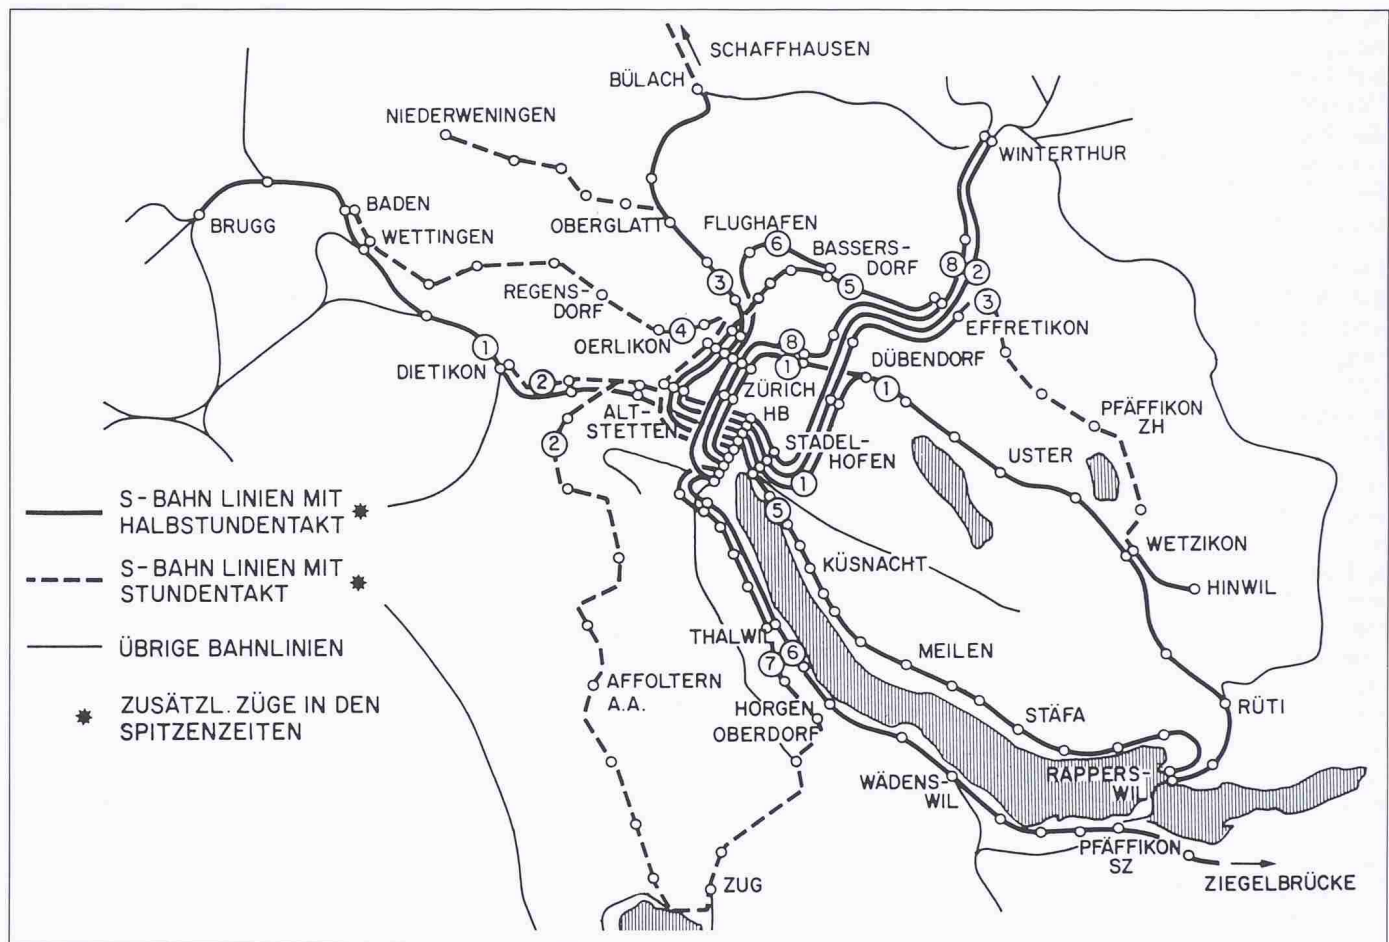 SCHAFFHAUSEN
BÜLACH
NIEDERWENINGEN
WINTERTHUR
BADEN
BRUGG
WETTINGEN
OBERGLATT
FLUGHAFEN
6
BASSERS-
DORF
8
2
3
5
3
REGENS-
DORF
4
OERLIKON
EFFRETIKON
8
1
DÜBENDORF
1
DIETIKON
2
1
ZÜRICH
HB
ALT-
STETTEN
2
STADEL-
HOFEN
1
PFÄFFIKON
ZH
USTER
5
S-BAHN LINIEN MIT
HALBSTUNDENTAKT *
S-BAHN LINIEN MIT
STUNDENTAKT *
ÜBRIGE BAHNLINIEN
* ZUSÄTZL. ZÜGE IN DEN
SPITZENZEITEN
WETZIKON
HINWIL
KÜSNACHT
THALWIL
7
6
MEILEN
AFFOLTERN
A.A.
HORGEN
OBERDORF
STÄFA
RÜTI
WÄDENS-
WIL
RAPPERS-
WIL
PFÄFFIKON
SZ
ZUG
ZIEGELBRÜCKE